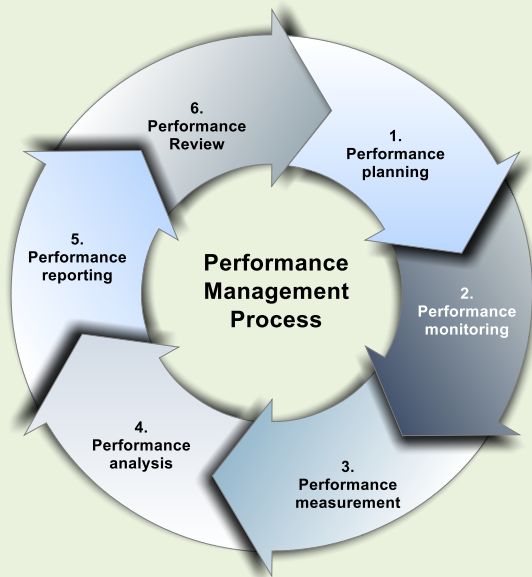 Performance
Management
Process
1.
Performance
planning
2.
Performance
monitoring
3.
Performance
measurement
4.
Performance
analysis
5.
Performance
reporting
6.
Performance
Review